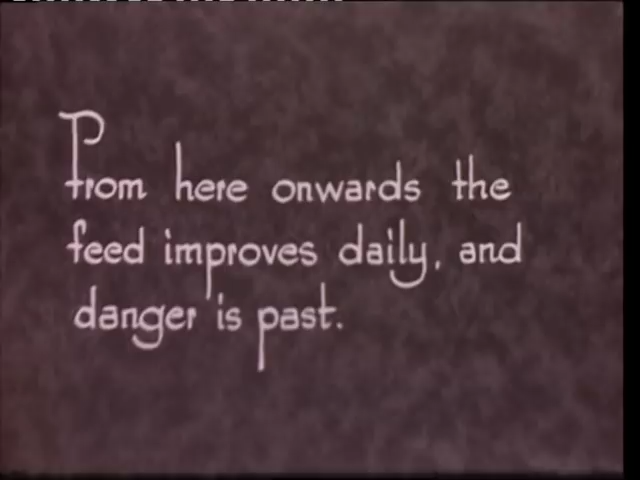 From here onwards the
feed improves daily, and
danger is past.